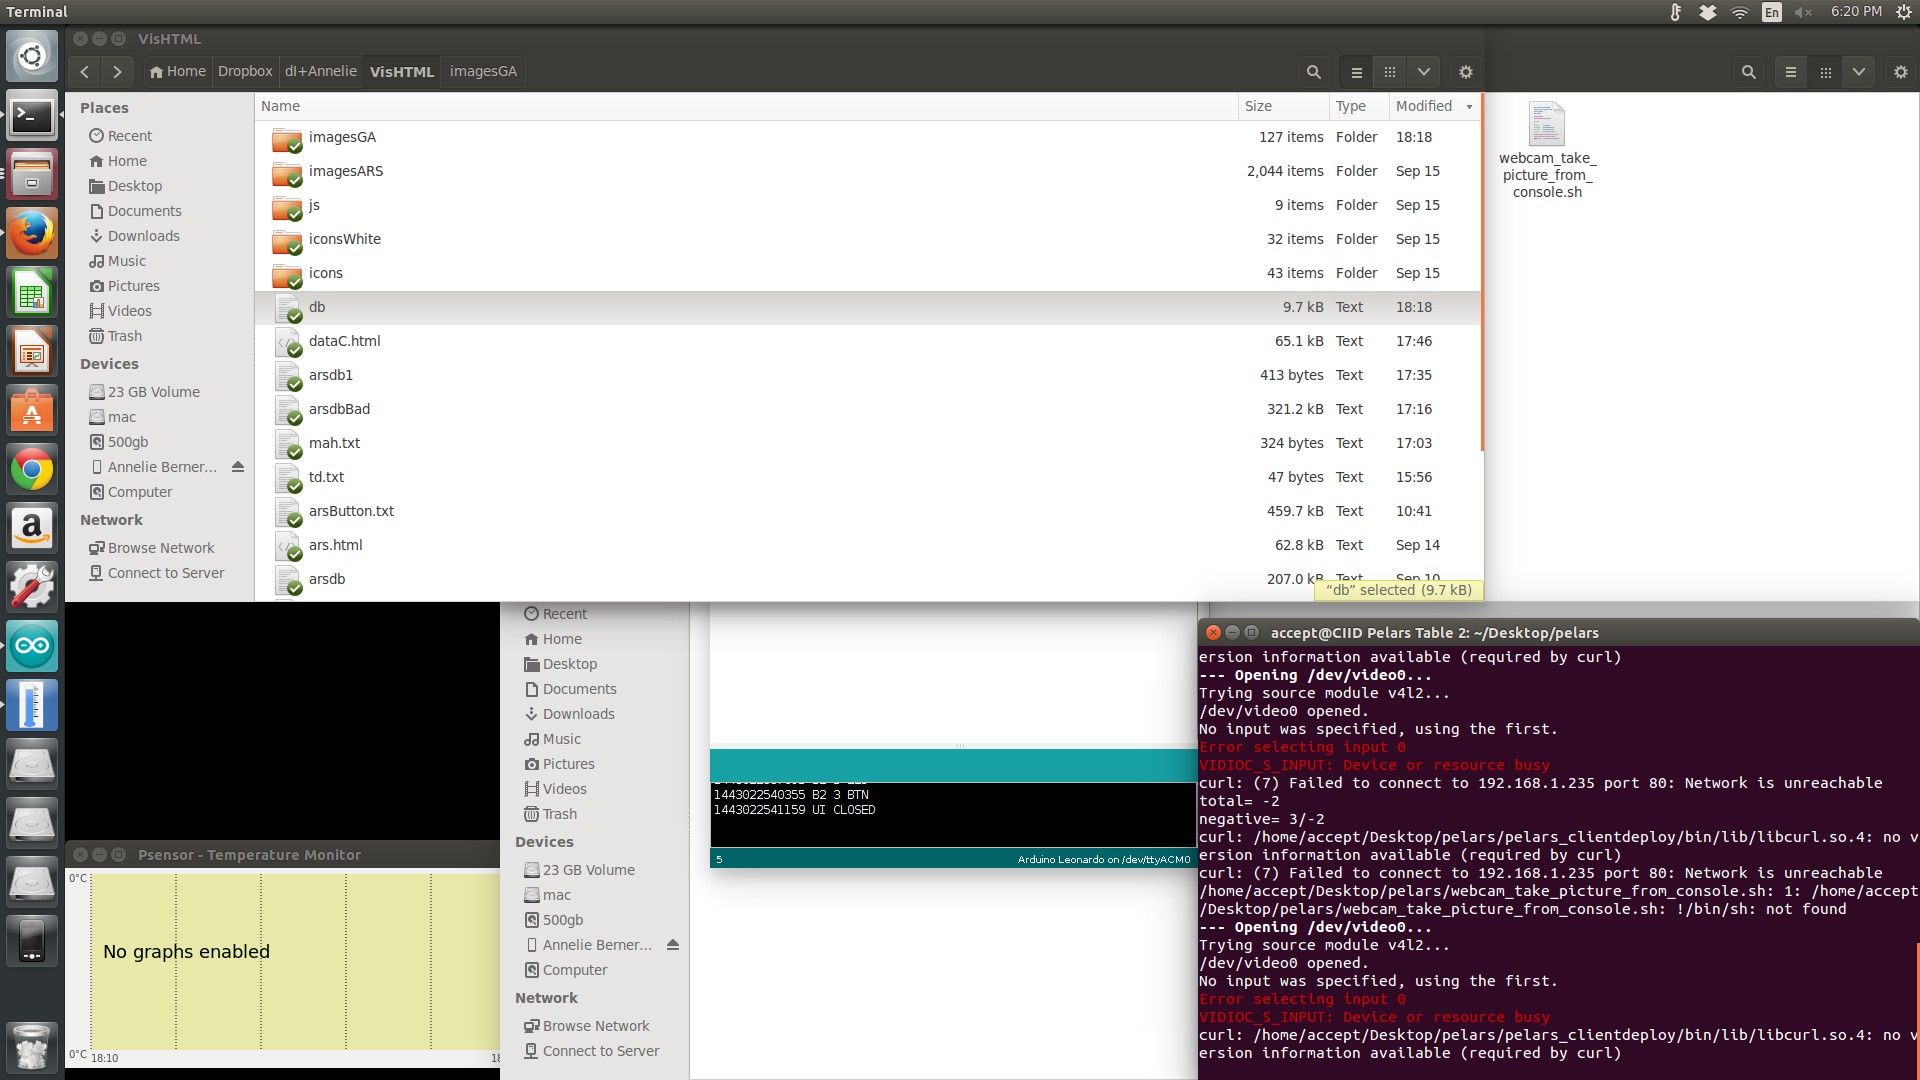 Terminal
En
6:20 PM
VisHTML
Home Dropbox dI+Annelie VisHTML imagesGA
Places
Recent
Home
Desktop
Documents
Downloads
Music
Pictures
Videos
Trash
Devices
23 GB Volume
mac
500gb
Annelie Berner...
Computer
Network
Browse Network
Connect to Server
Name Size Type Modified
imagesGA 127 items Folder 18:18
imagesARS 2,044 items Folder Sep 15
js 9 items Folder Sep 15
iconsWhite 32 items Folder Sep 15
icons 43 items Folder Sep 15
db 9.7 kB Text 18:18
dataC.html 65.1 kB Text 17:46
arsdb1 413 bytes Text 17:35
arsdbBad 321.2 kB Text 17:16
mah.txt 324 bytes Text 17:03
td.txt 47 bytes Text 15:56
arsButton.txt 459.7 kB Text 10:41
ars.html 62.8 kB Text Sep 14
arsdb 207.0 kB Text Sep 10
“db” selected (9.7 kB)
webcam_take_
picture_from_
console.sh
Psensor - Temperature Monitor
0°C
No graphs enabled
0°C
18:10
18
Recent
Home
Desktop
Documents
Downloads
Music
Pictures
Videos
Trash
Devices
23 GB Volume
mac
500gb
Annelie Berner...
Computer
Network
Browse Network
Connect to Server
1443022540355 B2 3 BTN
1443022541159 UI CLOSED
5 Arduino Leonardo on /dev/ttyACM0
accept@CIID Pelars Table 2: ~/Desktop/pelars
ersion information available (required by curl)
--- Opening /dev/video0...
Trying source module v4l2...
/dev/video0 opened.
No input was specified, using the first.
Error selecting input 0
VIDIOC_S_INPUT: Device or resource busy
curl: (7) Failed to connect to 192.168.1.235 port 80: Network is unreachable
total= -2
negative= 3/-2
curl: /home/accept/Desktop/pelars/pelars_clientdeploy/bin/lib/libcurl.so.4: no v
ersion information available (required by curl)
curl: (7) Failed to connect to 192.168.1.235 port 80: Network is unreachable
/home/accept/Desktop/pelars/webcam_take_picture_from_console.sh: 1: /home/accept
/Desktop/pelars/webcam_take_picture_from_console.sh: !/bin/sh: not found
--- Opening /dev/video0...
Trying source module v4l2...
/dev/video0 opened.
No input was specified, using the first.
Error selecting input 0
VIDIOC_S_INPUT: Device or resource busy
curl: /home/accept/Desktop/pelars/pelars_clientdeploy/bin/lib/libcurl.so.4: no v
ersion information available (required by curl)